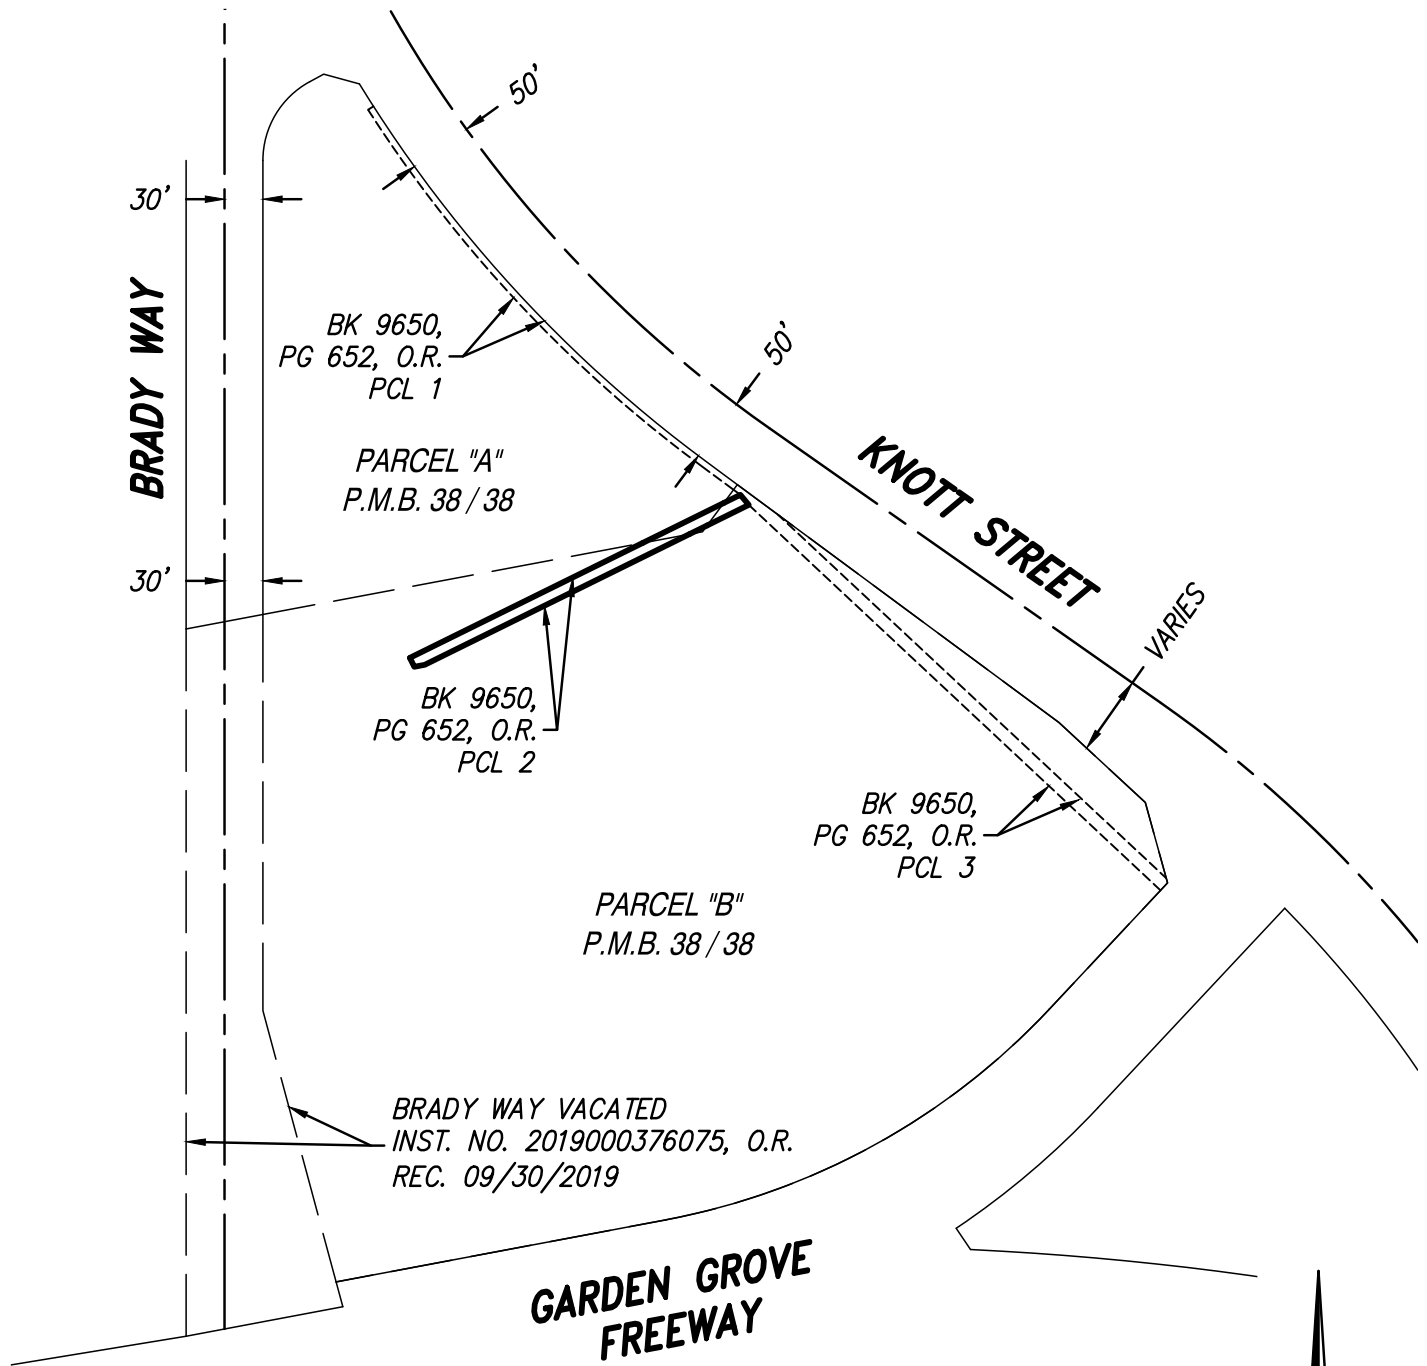 50'
30'
BRADY WAY
BK 9650,
PG 652, O.R.
PCL 1
50'
KNOTT STREET
PARCEL "A"
P.M.B. 38 / 38
30'
VARIES
BK 9650,
PG 652, O.R.
PCL 2
BK 9650,
PG 652, O.R.
PCL 3
PARCEL "B"
P.M.B. 38 / 38
BRADY WAY VACATED
INST. NO. 2019000376075, O.R.
REC. 09/30/2019
GARDEN GROVE
FREEWAY